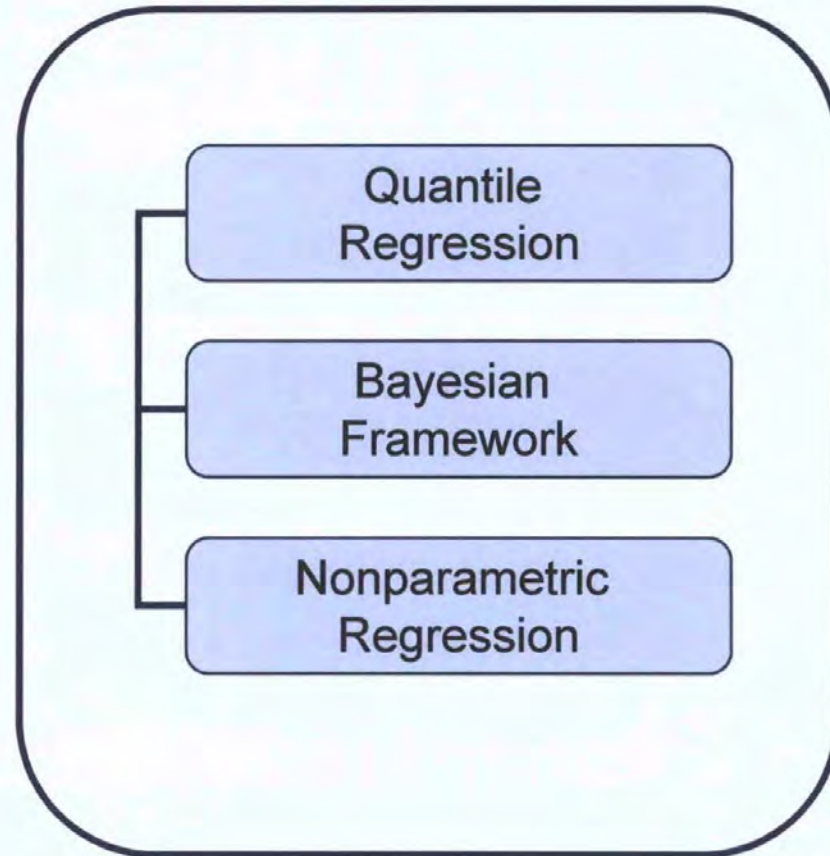 Quantile
Regression
Bayesian
Framework
Nonparametric
Regression